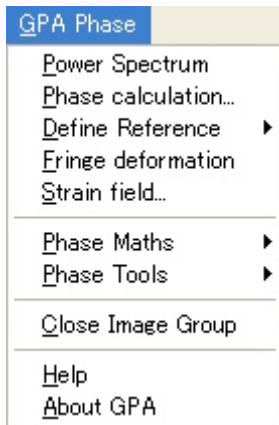 GPA Phase
Power Spectrum
Phase calculation...
Define Reference
Fringe deformation
Strain field...
Phase Maths
Phase Tools
Close Image Group
Help
About GPA